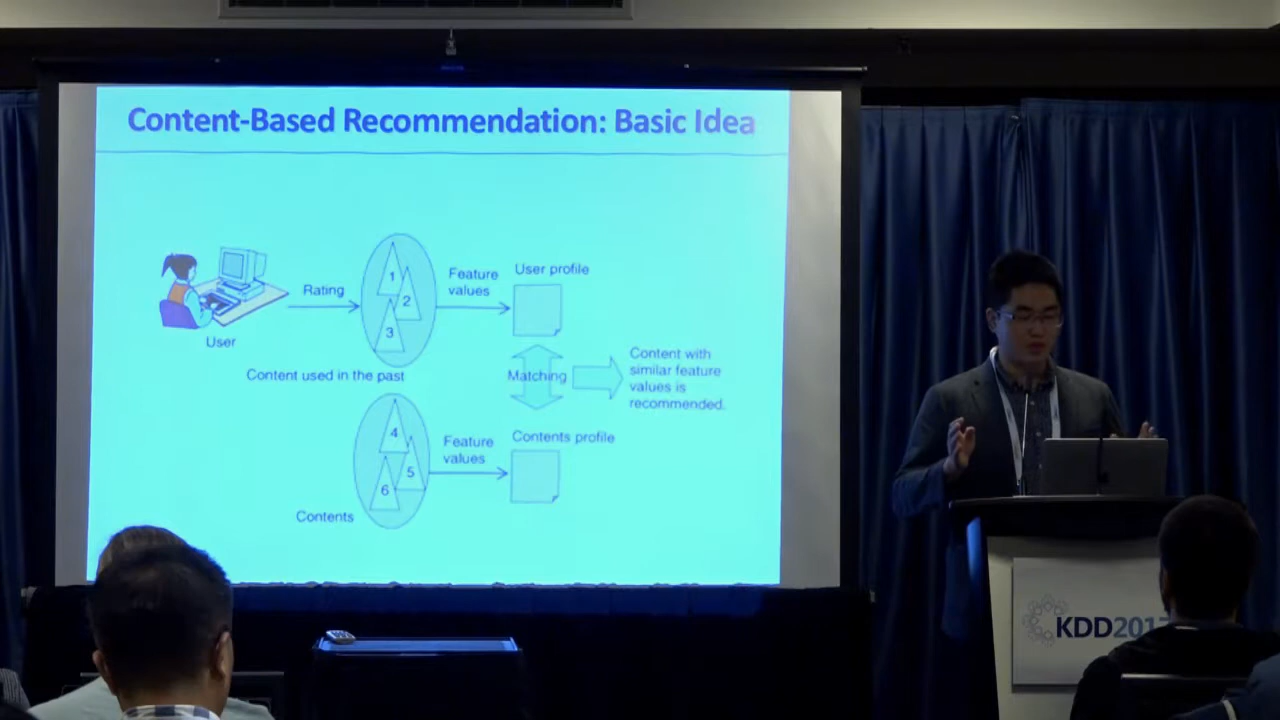 Content-Based Recommendation: Basic Idea
Rating
1
2
3
Feature
values
User profile
User
Content used in the past
Matching
Content with
similar feature
values is
recommended.
4
5
6
Feature
values
Contents profile
Contents
KDD2017